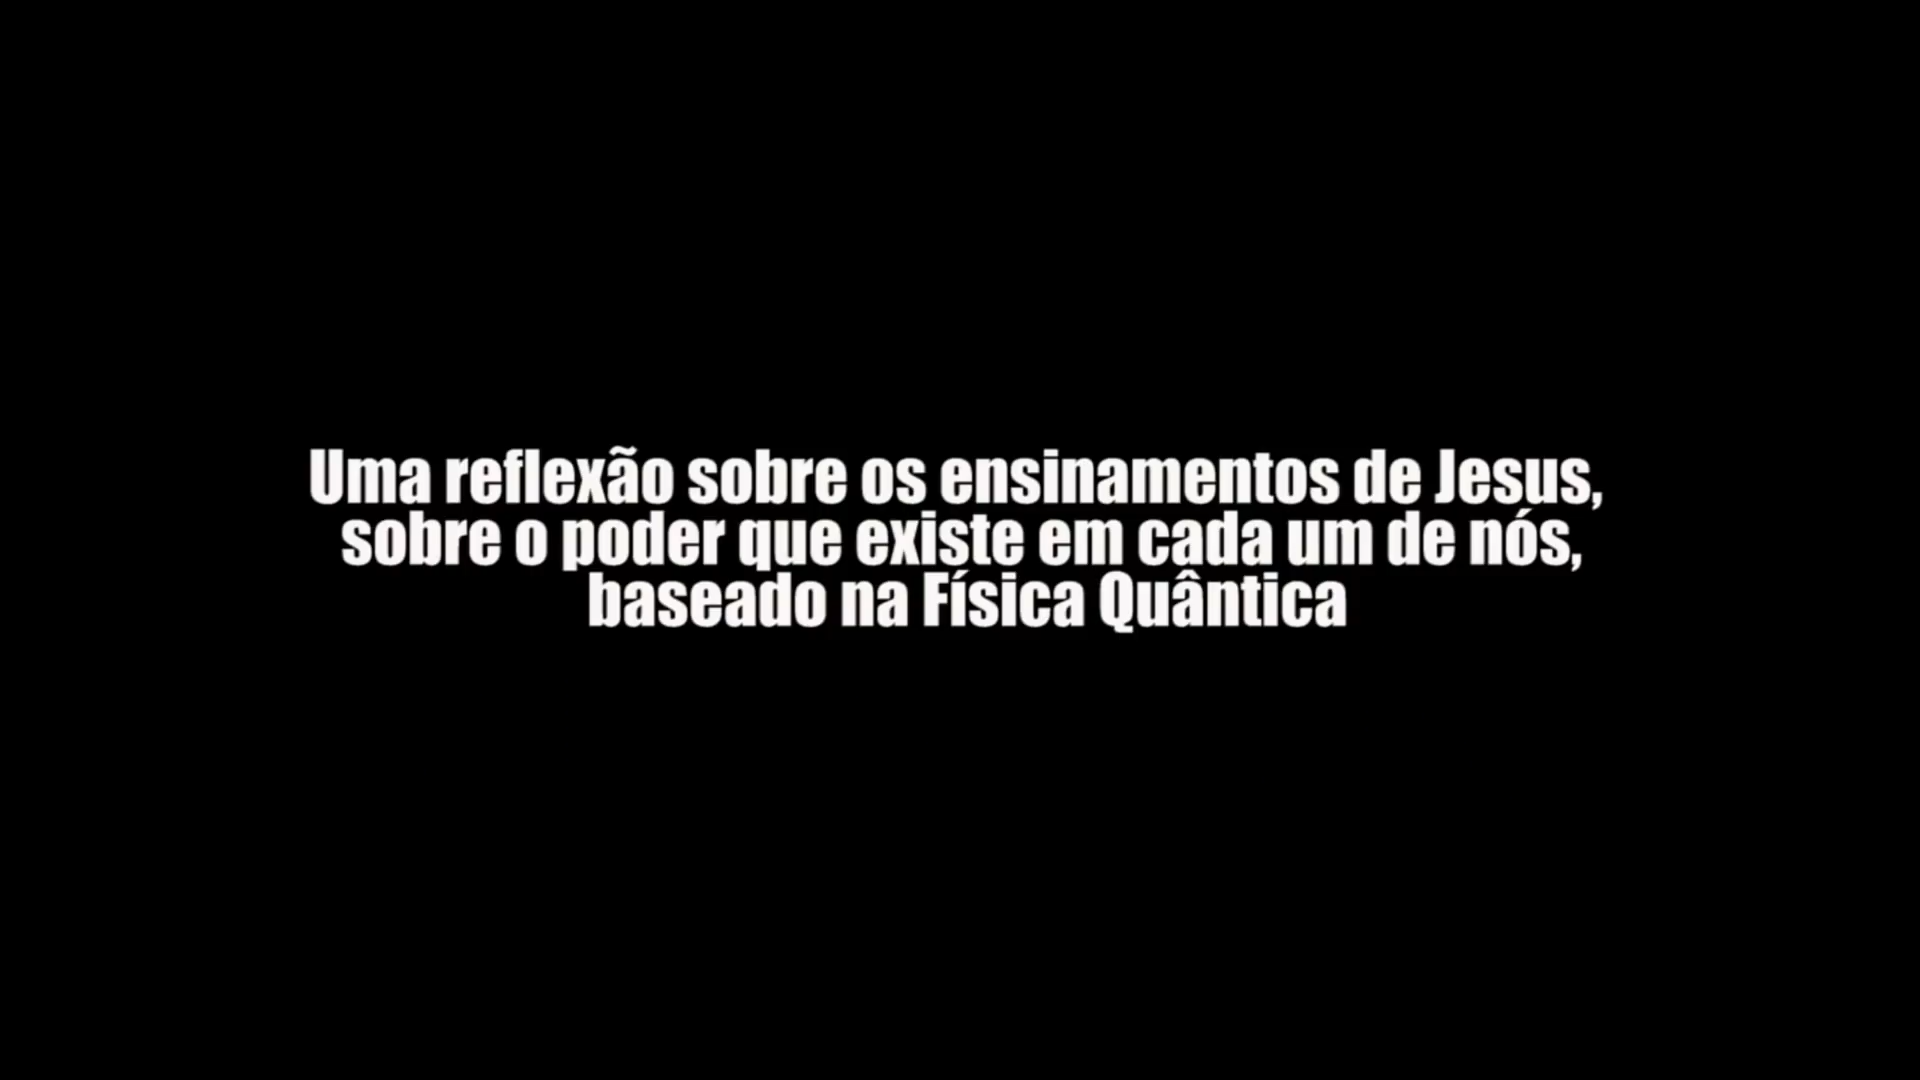 Uma reflexão sobre os ensinamentos de Jesus,
sobre o poder que existe em cada um de nós,
baseado na Física Quântica